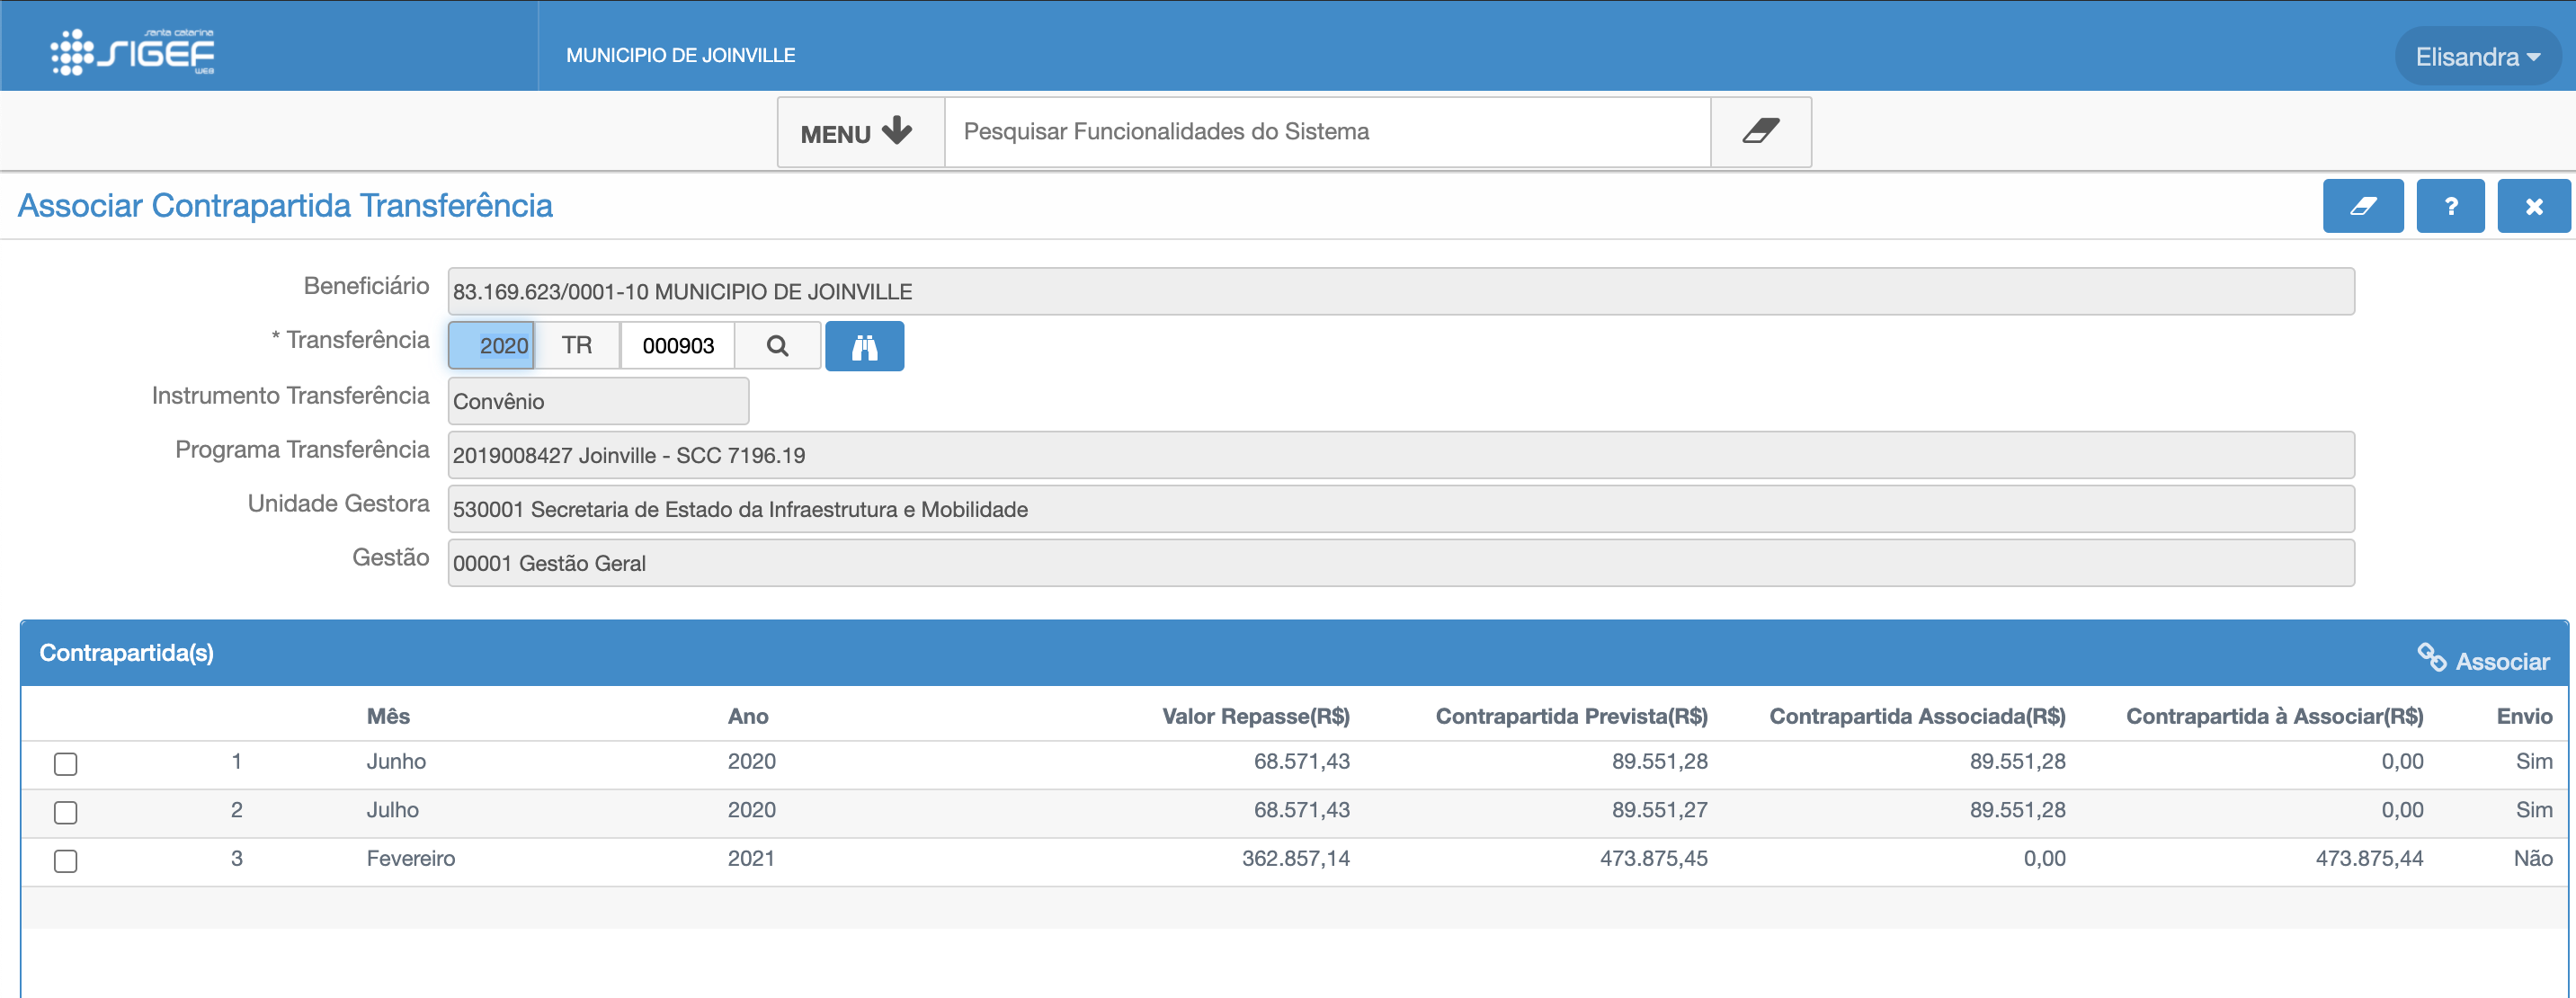 santa catarina
SIGEF
WEB
MUNICIPIO DE JOINVILLE
Elisandra
MENU
Pesquisar Funcionalidades do Sistema
Associar Contrapartida Transferência
?
Beneficiário 83.169.623/0001-10 MUNICIPIO DE JOINVILLE
* Transferência 2020 TR 000903
Instrumento Transferência Convênio
Programa Transferência 2019008427 Joinville - SCC 7196.19
Unidade Gestora 530001 Secretaria de Estado da Infraestrutura e Mobilidade
Gestão 00001 Gestão Geral
Contrapartida(s) Associar
Mês Ano Valor Repasse(R$) Contrapartida Prevista(R$) Contrapartida Associada(R$) Contrapartida à Associar(R$) Envio
1 Junho 2020 68.571,43 89.551,28 89.551,28 0,00 Sim
2 Julho 2020 68.571,43 89.551,27 89.551,28 0,00 Sim
3 Fevereiro 2021 362.857,14 473.875,45 0,00 473.875,44 Não